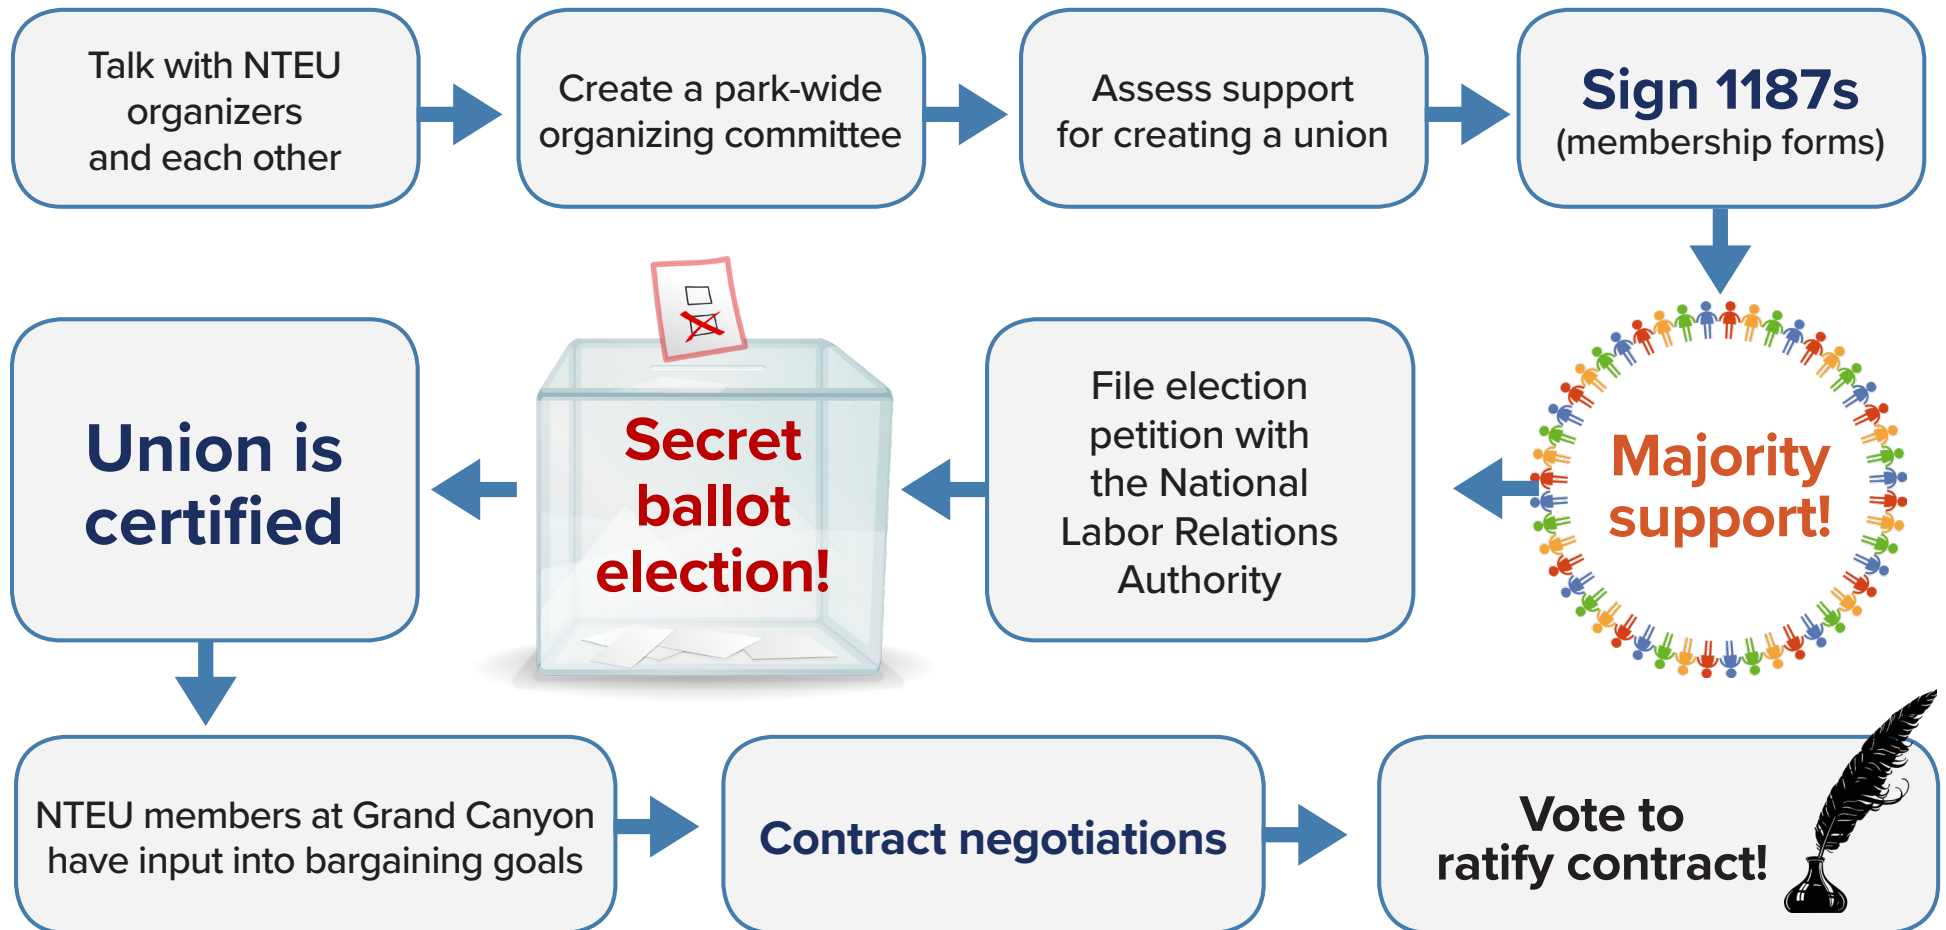 Talk with NTEU
organizers
and each other
Create a park-wide
organizing committee
Assess support
for creating a union
Sign 1187s
(membership forms)
Majority
support!
File election
petition with
the National
Labor Relations
Authority
Secret
ballot
election!
Union is
certified
NTEU members at Grand Canyon
have input into bargaining goals
Contract negotiations
Vote to
ratify contract!